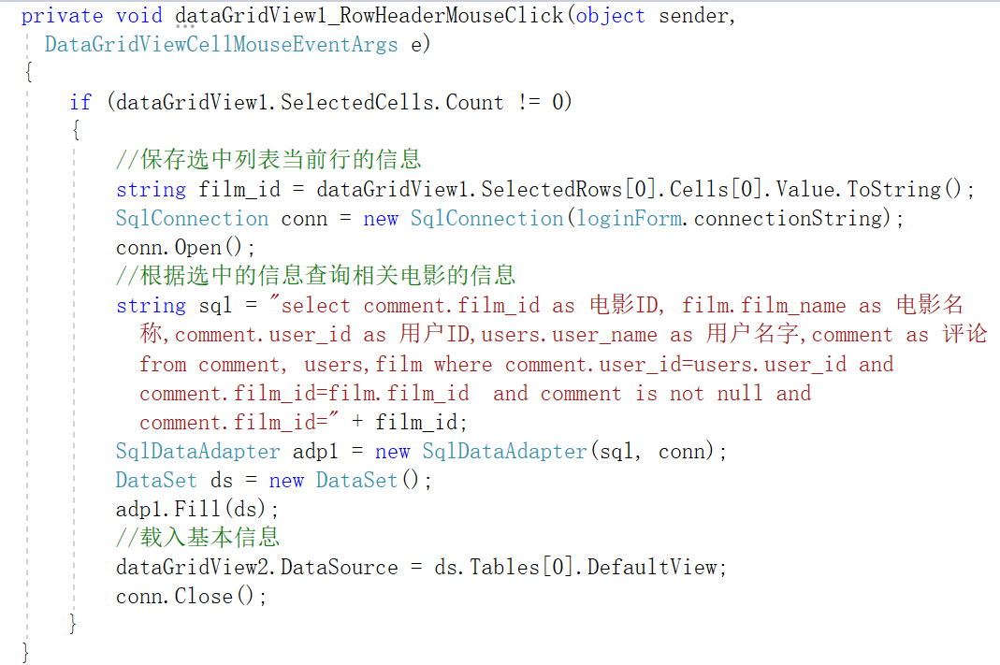 private void dataGridView1_RowHeaderMouseClick(object sender,
DataGridViewCellMouseEventArgs e)
{
if (dataGridView1.SelectedCells.Count != 0)
{
//保存选中列表当前行的信息
string film_id = dataGridView1.SelectedRows[0].Cells[0].Value.ToString();
SqlConnection conn = new SqlConnection(loginForm.connectionString);
conn.Open();
//根据选中的信息查询相关电影的信息
string sql = "select comment.film_id as 电影ID, film.film_name as 电影名
称,comment.user_id as 用户ID,users.user_name as 用户名字,comment as 评论
from comment, users,film where comment.user_id=users.user_id and
comment.film_id=film.film_id  and comment is not null and
comment.film_id=" + film_id;
SqlDataAdapter adp1 = new SqlDataAdapter(sql, conn);
DataSet ds = new DataSet();
adp1.Fill(ds);
//载入基本信息
dataGridView2.DataSource = ds.Tables[0].DefaultView;
conn.Close();
}
}